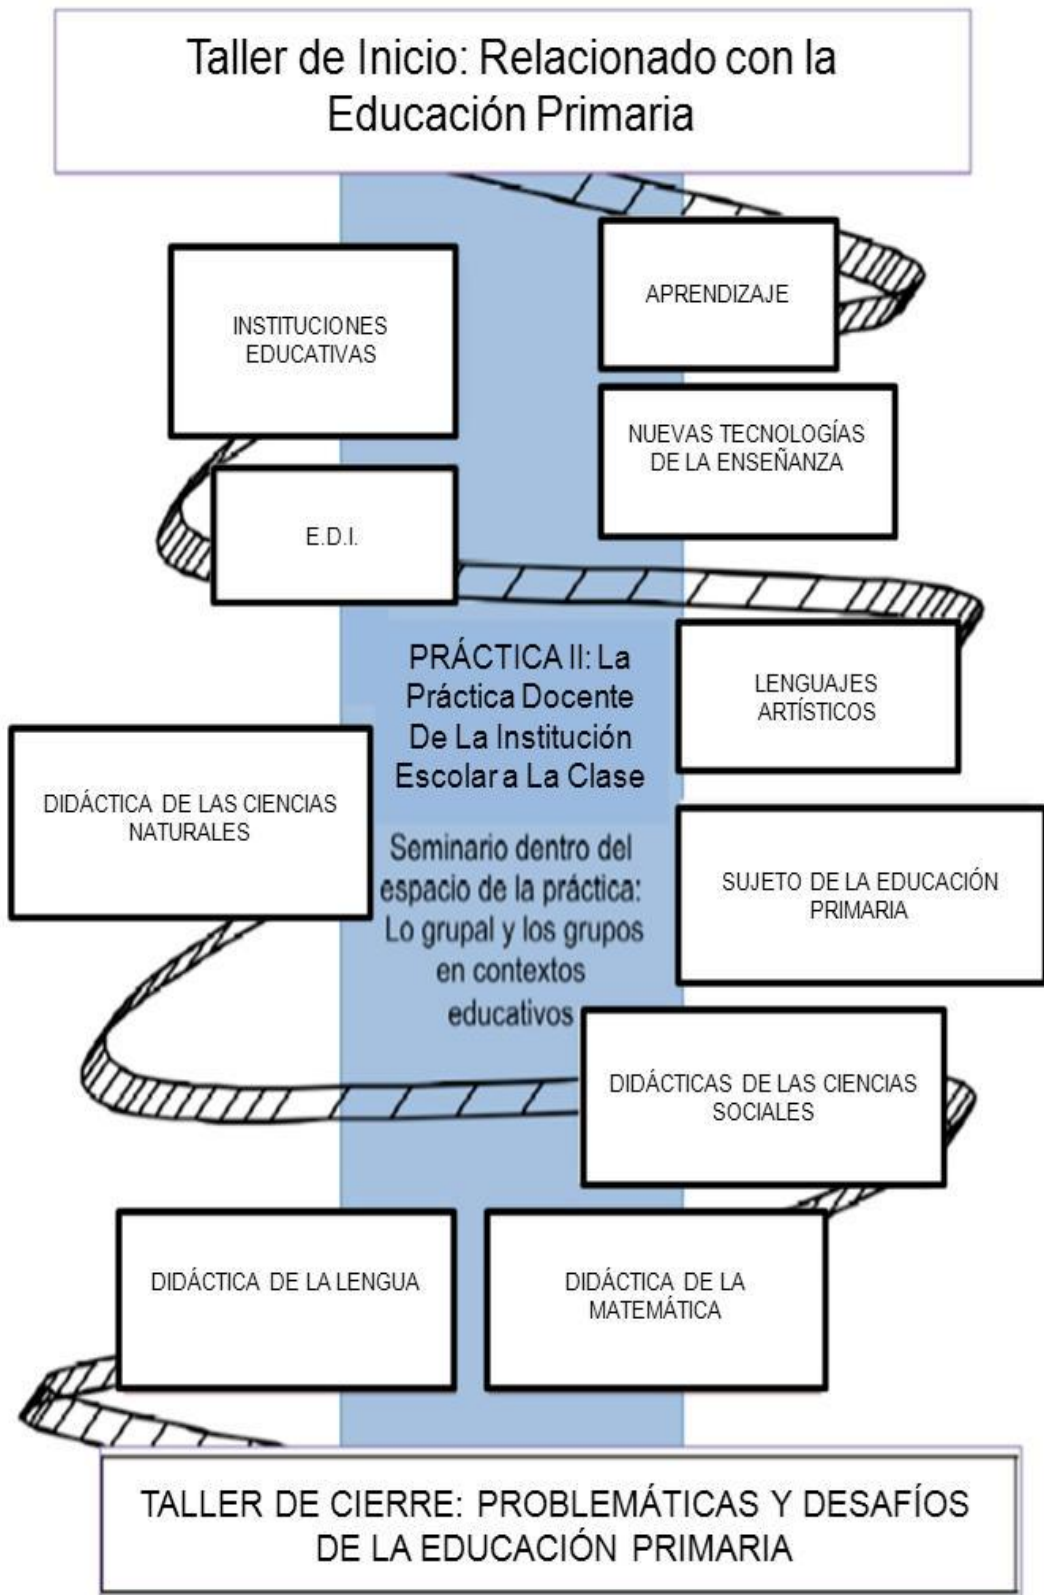 Taller de Inicio: Relacionado con la
Educación Primaria
INSTITUCIONES
EDUCATIVAS
APRENDIZAJE
NUEVAS TECNOLOGÍAS
DE LA ENSEÑANZA
E.D.I.
PRÁCTICA II: La
Práctica Docente
De La Institución
Escolar a La Clase
LENGUAJES
ARTÍSTICOS
DIDÁCTICA DE LAS CIENCIAS
NATURALES
Seminario dentro del
espacio de la práctica:
Lo grupal y los grupos
en contextos
educativos
SUJETO DE LA EDUCACIÓN
PRIMARIA
DIDÁCTICAS DE LAS CIENCIAS
SOCIALES
DIDÁCTICA DE LA LENGUA
DIDÁCTICA DE LA
MATEMÁTICA
TALLER DE CIERRE: PROBLEMÁTICAS Y DESAFÍOS
DE LA EDUCACIÓN PRIMARIA